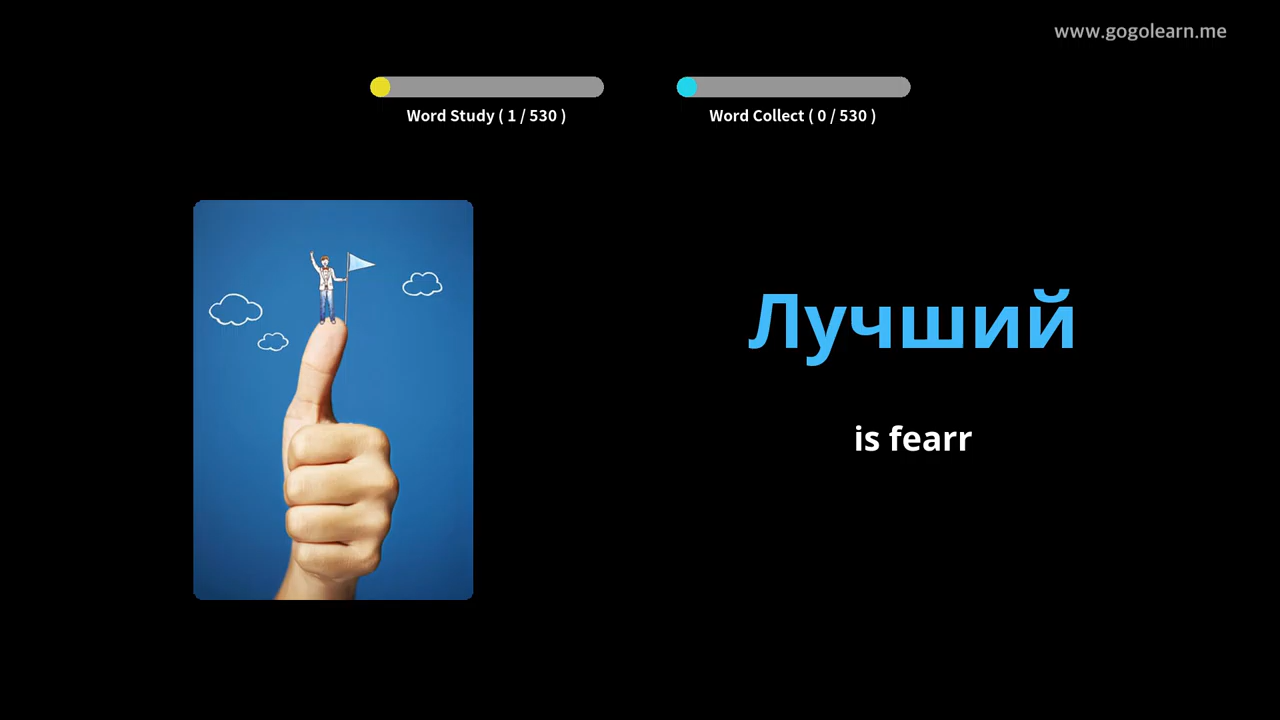 www.gogolearn.me
Word Study ( 1 / 530 )
Word Collect ( 0 / 530 )
Лучший
is fearr